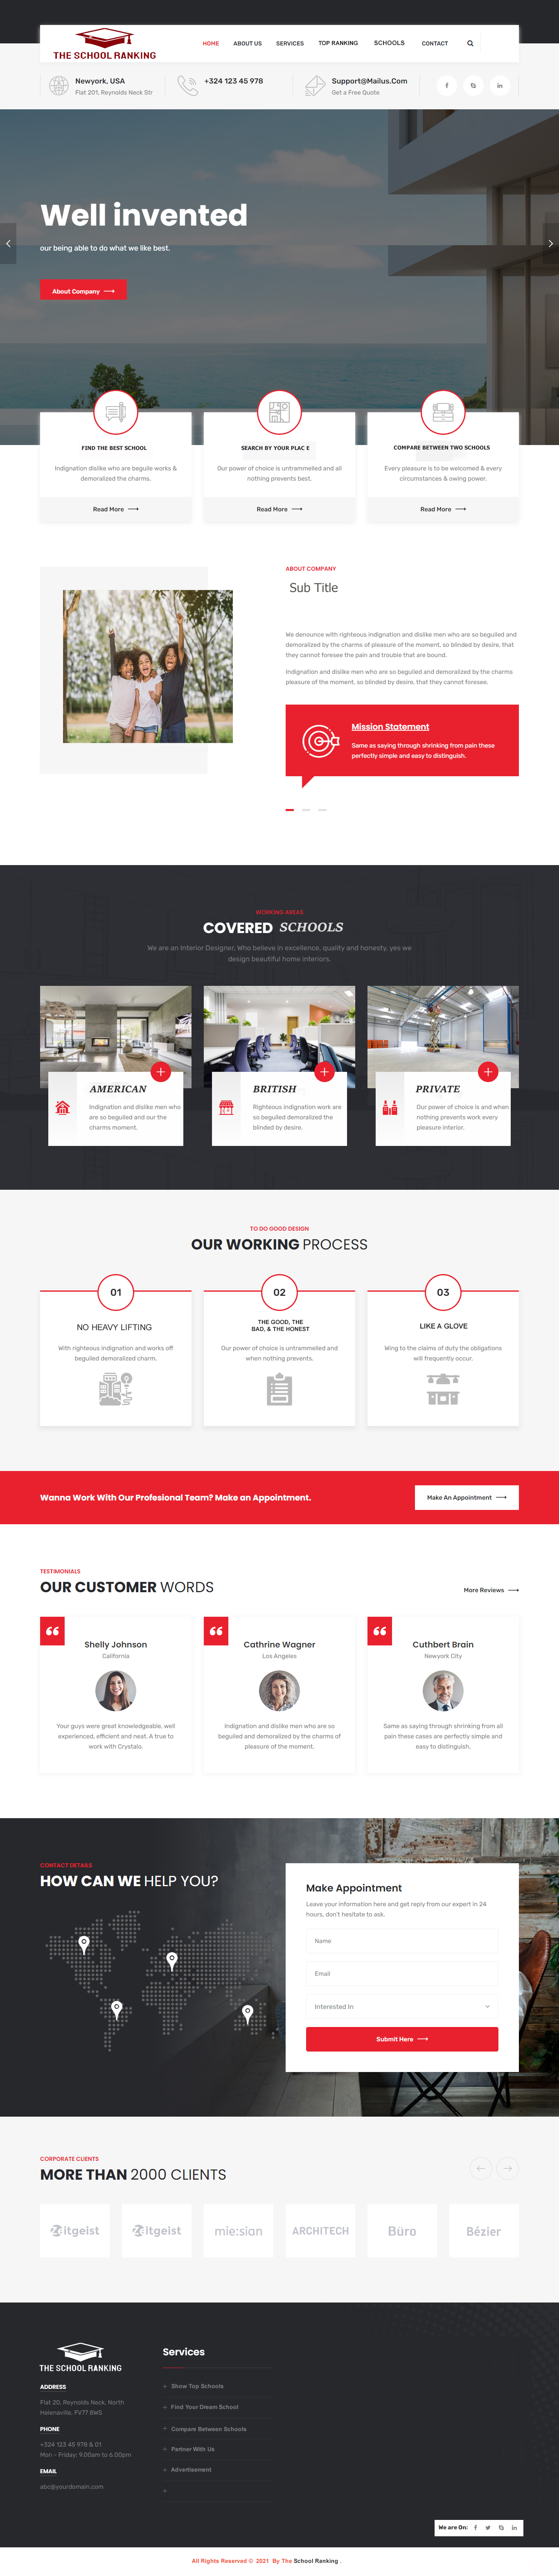 THE SCHOOL RANKING
HOME ABOUT US SERVICES TOP RANKING SCHOOLS CONTACT
Newyork, USA
Flat 201, Reynolds Neck Str
+324 123 45 978
Support@Mailus.Com
Get a Free Quote
Well invented
our being able to do what we like best.
About Company
FIND THE BEST SCHOOL
Indignation dislike who are beguile works &
demoralized the charms.
Read More
SEARCH BY YOUR PLAC E
Our power of choice is untrammelled and all
nothing prevents best.
Read More
COMPARE BETWEEN TWO SCHOOLS
Every pleasure is to be welcomed & every
circumstances & owing power.
Read More
ABOUT COMPANY
Sub Title
We denounce with righteous indignation and dislike men who are so beguiled and
demoralized by the charms of pleasure of the moment, so blinded by desire, that
they cannot foresee the pain and trouble that are bound.
Indignation and dislike men who are so beguiled and demoralized by the charms
pleasure of the moment, so blinded by desire, that they cannot foresee.
Mission Statement
Same as saying through shrinking from pain these
perfectly simple and easy to distinguish.
WORKING AREAS
COVERED SCHOOLS
We are an Interior Designer, Who believe in excellence, quality and honesty, yes we
design beautiful home interiors.
AMERICAN
Indignation and dislike men who
are so beguiled and our the
charms moment.
BRITISH
Righteous indignation work are
so beguiled demoralized the
blinded by desire.
PRIVATE
Our power of choice is and when
nothing prevents work every
pleasure interior.
TO DO GOOD DESIGN
OUR WORKING PROCESS
01
NO HEAVY LIFTING
With righteous indignation and works off
beguiled demoralized charm.
02
THE GOOD, THE
BAD, & THE HONEST
Our power of choice is untrammelled and
when nothing prevents.
03
LIKE A GLOVE
Wing to the claims of duty the obligations
will frequently occur.
Wanna Work With Our Profesional Team? Make an Appointment.
Make An Appointment
TESTIMONIALS
OUR CUSTOMER WORDS
More Reviews
Shelly Johnson
California
Your guys were great knowledgeable, well
experienced, efficient and neat. A true to
work with Crystalo.
Cathrine Wagner
Los Angeles
Indignation and dislike men who are so
beguiled and demoralized by the charms of
pleasure of the moment.
Cuthbert Brain
Newyork City
Same as saying through shrinking from all
pain these cases are perfectly simple and
easy to distinguish.
CONTACT DETAILS
HOW CAN WE HELP YOU?
Make Appointment
Leave your information here and get reply from our expert in 24
hours, don't hesitate to ask.
Name
Email
Interested In
Submit Here
CORPORATE CLIENTS
MORE THAN 2000 CLIENTS
Zeitgeist
Zeitgeist
mie:sian
ARCHITECH
Büro
Bézier
THE SCHOOL RANKING
ADDRESS
Flat 20, Reynolds Neck, North
Helenaville, FV77 8WS
PHONE
+324 123 45 978 & 01
Mon - Friday: 9.00am to 6.00pm
EMAIL
abc@yourdomain.com
Services
Show Top Schools
Find Your Dream School
Compare Between Schools
Partner With Us
Advertisement
We are On:
All Rights Reserved © 2021 By The School Ranking .